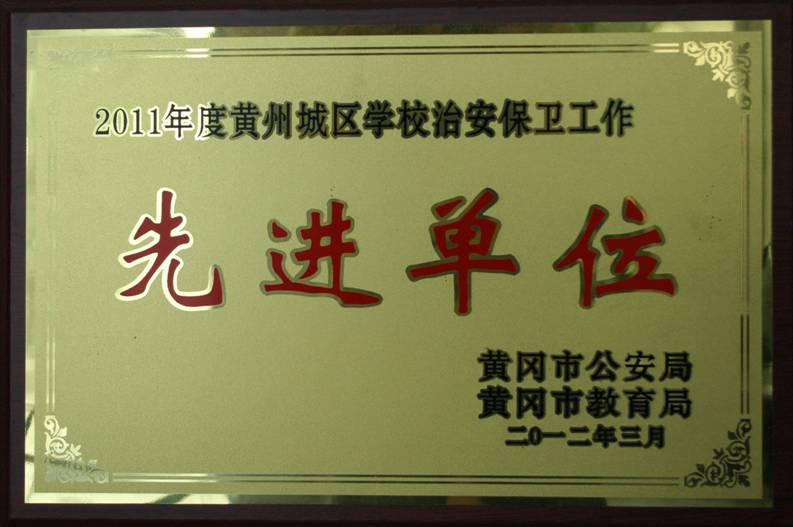 2011年度黄州城区学校治安保卫工作
先进单位
黄冈市公安局
黄冈市教育局
二0一二年三月